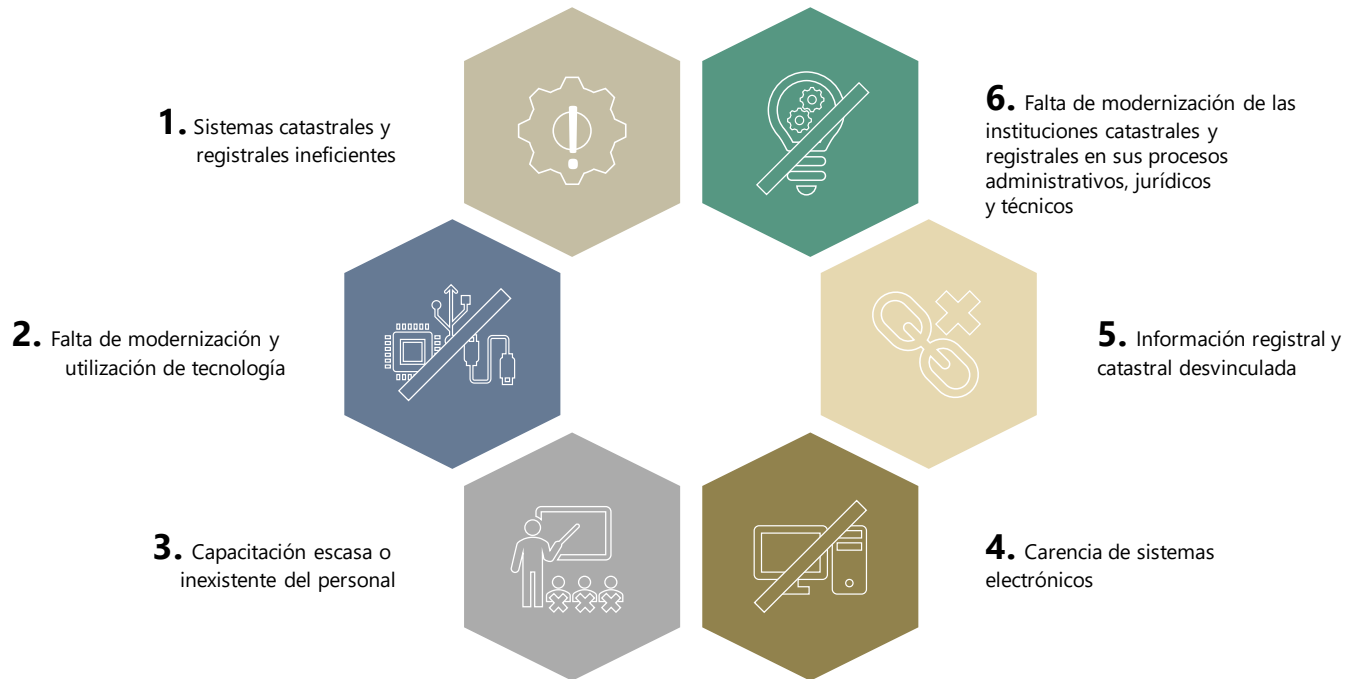 1. Sistemas catastrales y
registrales ineficientes
2. Falta de modernización y
utilización de tecnología
3. Capacitación escasa o
inexistente del personal
4. Carencia de sistemas
electrónicos
5. Información registral y
catastral desvinculada
6. Falta de modernización de las
instituciones catastrales y
registrales en sus procesos
administrativos, jurídicos
y técnicos